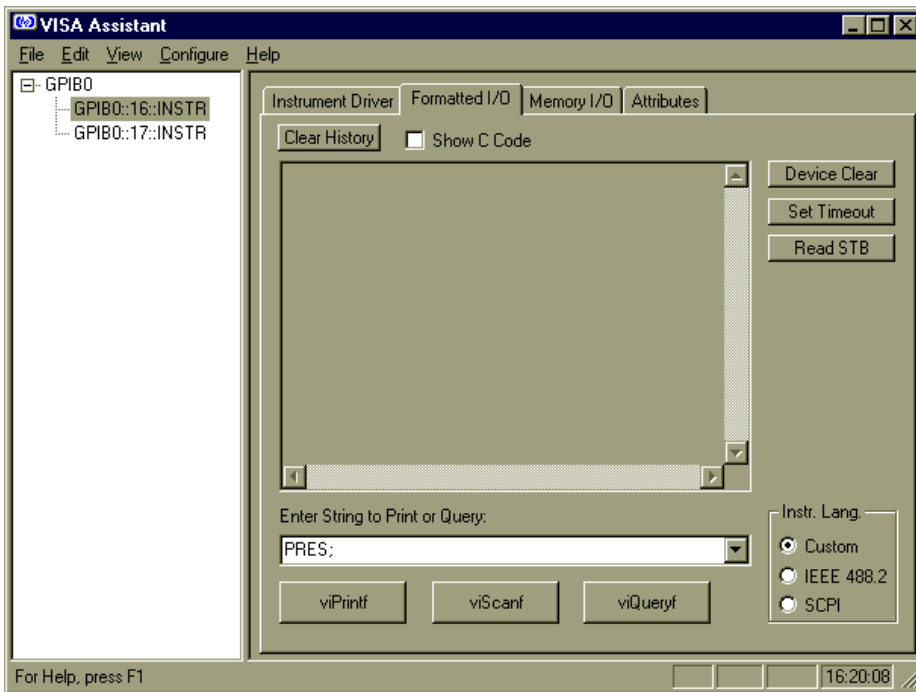 VISA Assistant
File Edit View Configure Help
GPIB0
GPIB0::16::INSTR
GPIB0::17::INSTR
Instrument Driver Formatted I/O Memory I/O Attributes
Clear History Show C Code
Device Clear
Set Timeout
Read STB
Enter String to Print or Query:
PRES;
viPrintf viScanf viQueryf
Instr. Lang.
Custom
IEEE 488.2
SCPI
For Help, press F1 16:20:08